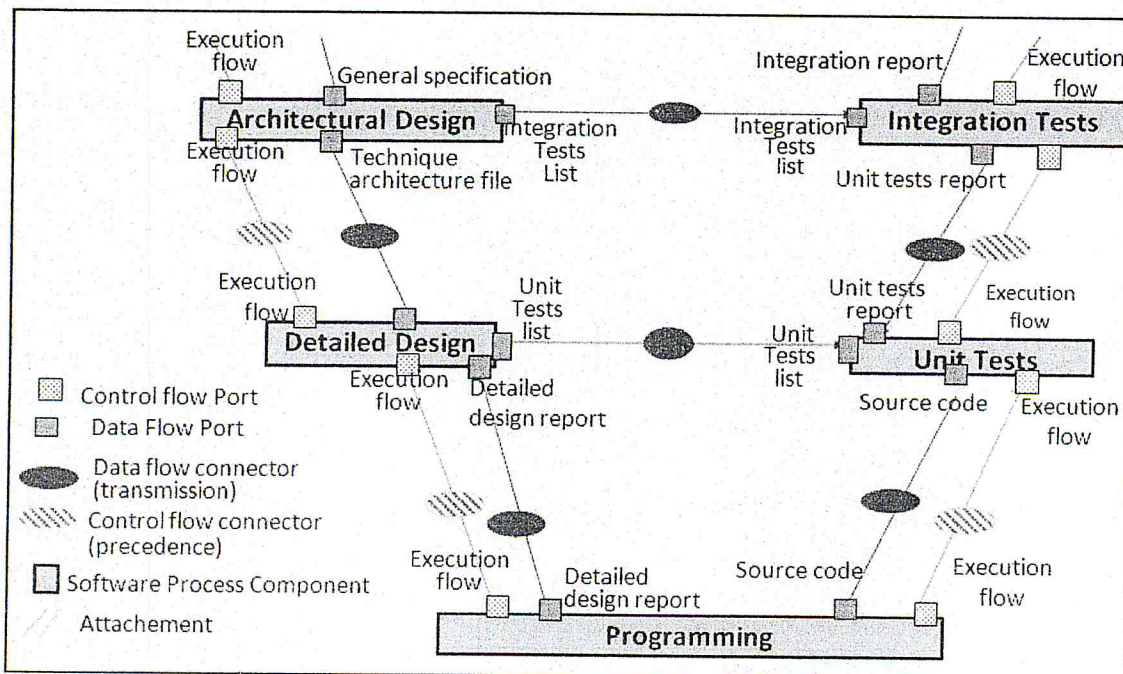 Execution
flow
General specification
Integration report
Execution
flow
Architectural Design
Integration Tests
Execution
flow
Technique
architecture file
Integration
Tests
List
Integration
Tests
list
Unit tests report
Execution
flow
Unit
Tests
list
Unit tests
report
Execution
flow
Detailed Design
Unit Tests
Unit
Tests
list
Execution
flow
Detailed
design report
Source code
Execution
flow
Control flow Port
Data Flow Port
Data flow connector
(transmission)
Control flow connector
(precedence)
Software Process Component
Attachement
Execution
flow
Detailed
design report
Source code
Execution
flow
Programming